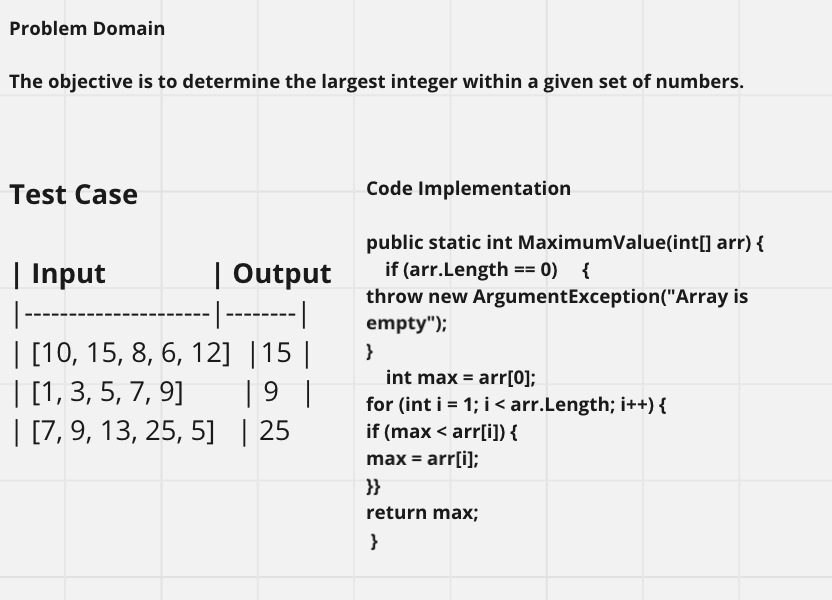 Problem Domain
The objective is to determine the largest integer within a given set of numbers.
Test Case
| Input | Output
|---------------------|--------|
| [10, 15, 8, 6, 12] |15 |
| [1, 3, 5, 7, 9] | 9 |
| [7, 9, 13, 25, 5] | 25
Code Implementation
public static int MaximumValue(int[] arr) {
if (arr.Length == 0) {
throw new ArgumentException("Array is
empty");
}
int max = arr[0];
for (int i = 1; i < arr.Length; i++) {
if (max < arr[i]) {
max = arr[i];
}}
return max;
}